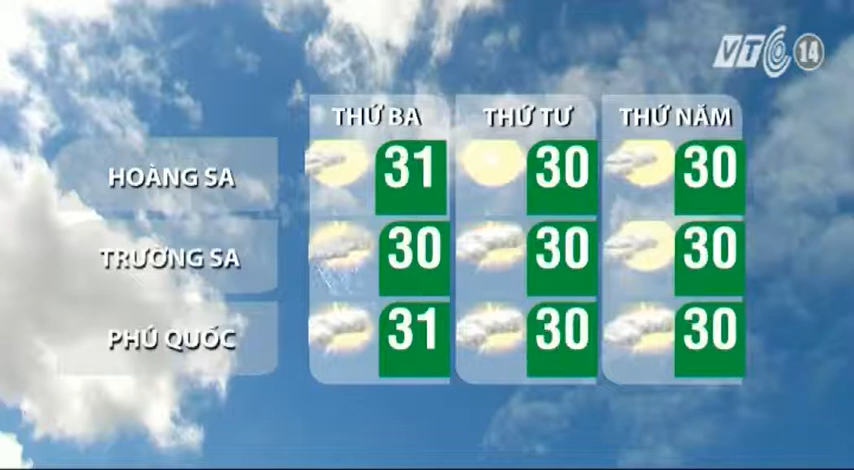 VTC 14
THỨ BA THỨ TƯ THỨ NĂM
HOÀNG SA 31 30 30
TRƯỜNG SA 30 30 30
PHÚ QUỐC 31 30 30